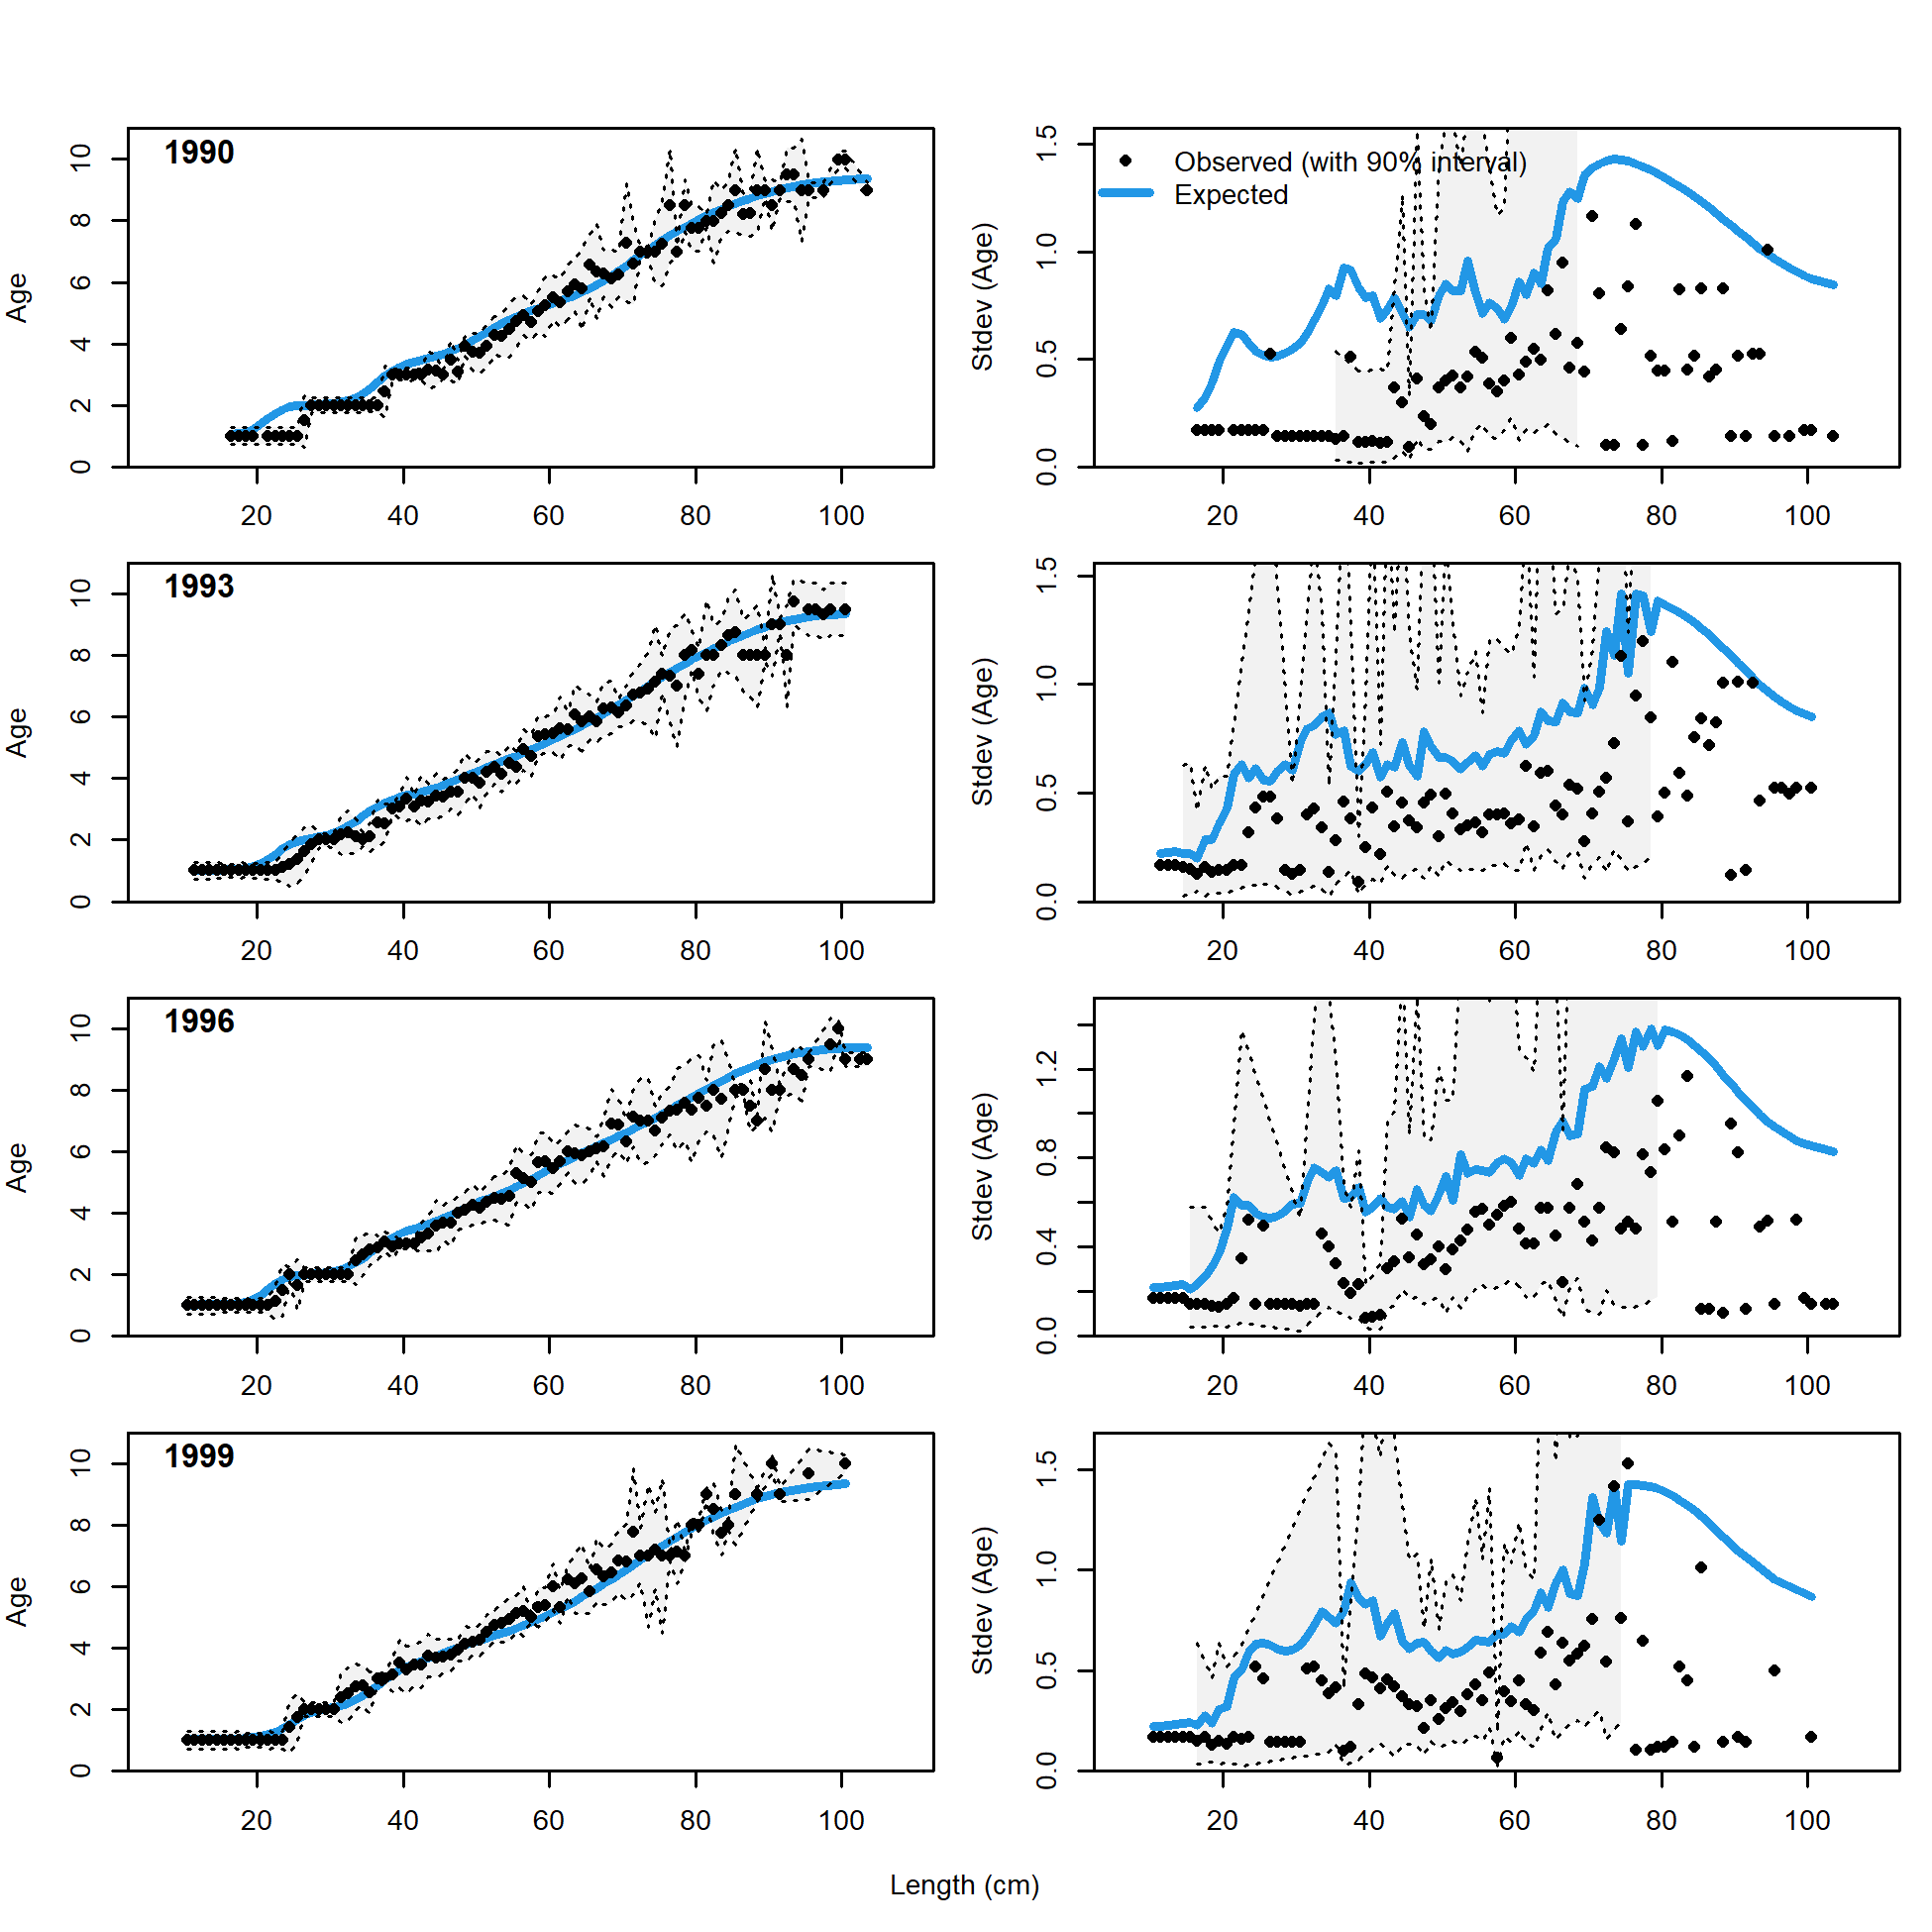 1990
Age
0 2 4 6 8 10
20 40 60 80 100
Stdev (Age)
0.0 0.5 1.0 1.5
Observed (with 90% interval)
Expected
20 40 60 80 100
1993
Age
0 2 4 6 8 10
20 40 60 80 100
Stdev (Age)
0.0 0.5 1.0 1.5
20 40 60 80 100
1996
Age
0 2 4 6 8 10
20 40 60 80 100
Stdev (Age)
0.0 0.4 0.8 1.2
20 40 60 80 100
1999
Age
0 2 4 6 8 10
20 40 60 80 100
Stdev (Age)
0.0 0.5 1.0 1.5
20 40 60 80 100
Length (cm)